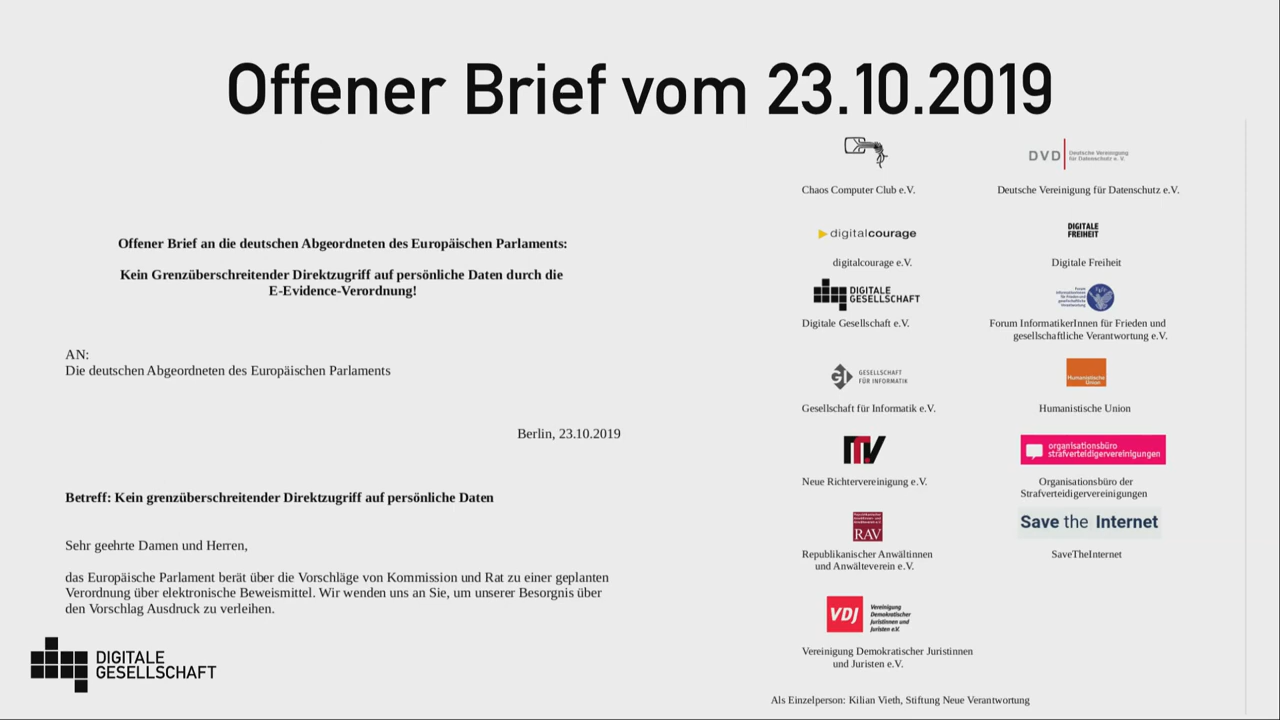 Offener Brief vom 23.10.2019
Offener Brief an die deutschen Abgeordneten des Europäischen Parlaments:
Kein Grenzüberschreitender Direktzugriff auf persönliche Daten durch die
E-Evidence-Verordnung!
AN:
Die deutschen Abgeordneten des Europäischen Parlaments
Berlin, 23.10.2019
Betreff: Kein grenzüberschreitender Direktzugriff auf persönliche Daten
Sehr geehrte Damen und Herren,
das Europäische Parlament berät über die Vorschläge von Kommission und Rat zu einer geplanten
Verordnung über elektronische Beweismittel. Wir wenden uns an Sie, um unserer Besorgnis über
den Vorschlag Ausdruck zu verleihen.
DIGITALE
GESELLSCHAFT
Chaos Computer Club e.V.
DVD
Deutsche Vereinigung
für Datenschutz e. V.
Deutsche Vereinigung für Datenschutz e.V.
digitalcourage
digitalcourage e.V.
DIGITALE
FREIHEIT
Digitale Freiheit
DIGITALE
GESELLSCHAFT
Digitale Gesellschaft e.V.
Forum InformatikerInnen für Frieden und
gesellschaftliche Verantwortung e.V.
GI
GESELLSCHAFT
FÜR INFORMATIK
Gesellschaft für Informatik e.V.
Humanistische
Union
Humanistische Union
Neue Richtervereinigung e.V.
organisationsbüro
strafverteidigervereinigungen
Organisationsbüro der
Strafverteidigervereinigungen
RAV
Republikanischer Anwältinnen
und Anwälteverein e.V.
Save the Internet
SaveTheInternet
VDJ
Vereinigung
Demokratischer
Juristinnen und
Juristen e.V.
Vereinigung Demokratischer Juristinnen
und Juristen e.V.
Als Einzelperson: Kilian Vieth, Stiftung Neue Verantwortung